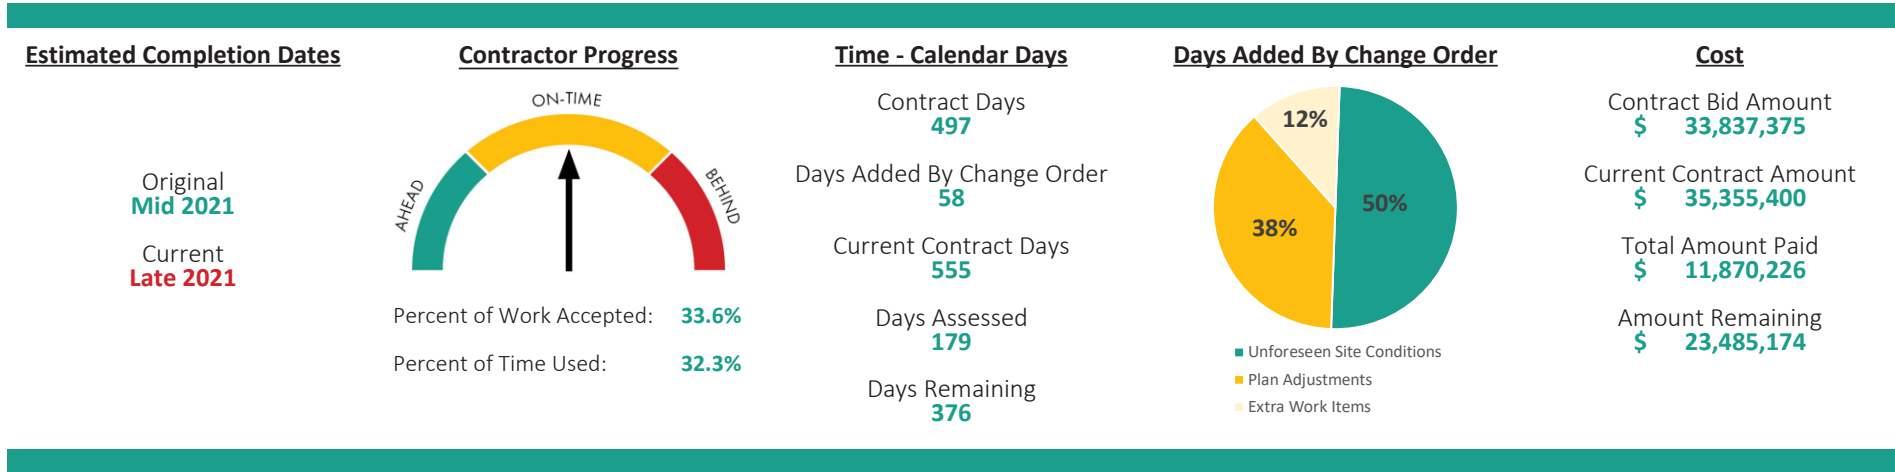 Estimated Completion Dates
Original
Mid 2021
Current
Late 2021
Contractor Progress
ON-TIME
AHEAD
BEHIND
Percent of Work Accepted: 33.6%
Percent of Time Used: 32.3%
Time - Calendar Days
Contract Days
497
Days Added By Change Order
58
Current Contract Days
555
Days Assessed
179
Days Remaining
376
Days Added By Change Order
12%
50%
38%
Unforeseen Site Conditions
Plan Adjustments
Extra Work Items
Cost
Contract Bid Amount
$ 33,837,375
Current Contract Amount
$ 35,355,400
Total Amount Paid
$ 11,870,226
Amount Remaining
$ 23,485,174